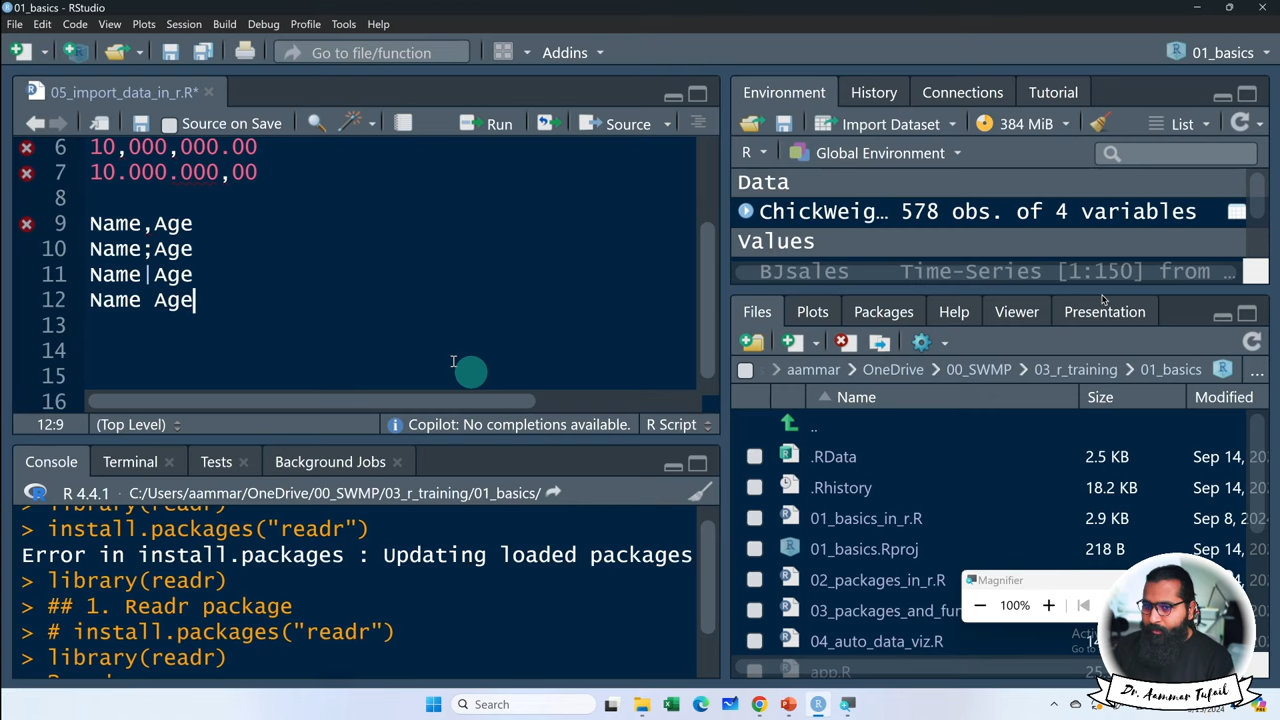 01_basics - RStudio
File Edit Code View Plots Session Build Debug Profile Tools Help
Go to file/function Addins 01_basics
05_import_data_in_r.R*
Source on Save Run Source
6 10,000,000.00
7 10.000.000,00
8
9 Name,Age
10 Name;Age
11 Name|Age
12 Name Age
13
14
15
16
12:9 (Top Level) Copilot: No completions available. R Script
Console Terminal Tests Background Jobs
R 4.4.1 · C:/Users/aammar/OneDrive/00_SWMP/03_r_training/01_basics/
> library(readr)
> install.packages("readr")
Error in install.packages : Updating loaded packages
> library(readr)
> ## 1. Readr package
> # install.packages("readr")
> library(readr)
Environment History Connections Tutorial
Import Dataset 384 MiB List
R Global Environment
Data
ChickWeig… 578 obs. of 4 variables
Values
BJsales Time-Series [1:150] from …
Files Plots Packages Help Viewer Presentation
aammar OneDrive 00_SWMP 03_r_training 01_basics ...
Name Size Modified
..
.RData 2.5 KB Sep 14,
.Rhistory 18.2 KB Sep 14,
01_basics_in_r.R 2.9 KB Sep 8, 202
01_basics.Rproj 218 B Sep 14,
02_packages_in_r.R
03_packages_and_fun
04_auto_data_viz.R
app.R
Magnifier
100%
Dr. Aammar Tufail
Search